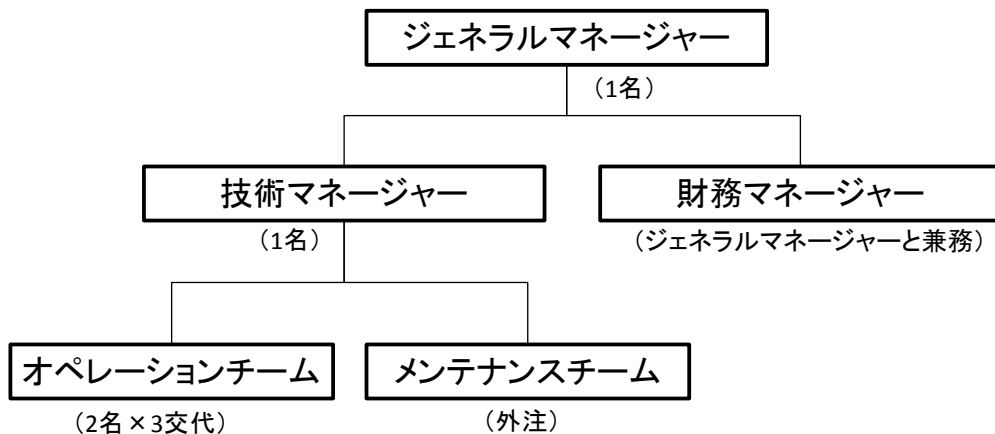 ジェネラルマネージャー
（1名）
技術マネージャー
財務マネージャー
（1名）
（ジェネラルマネージャーと兼務）
オペレーションチーム
メンテナンスチーム
（2名×3交代）
（外注）